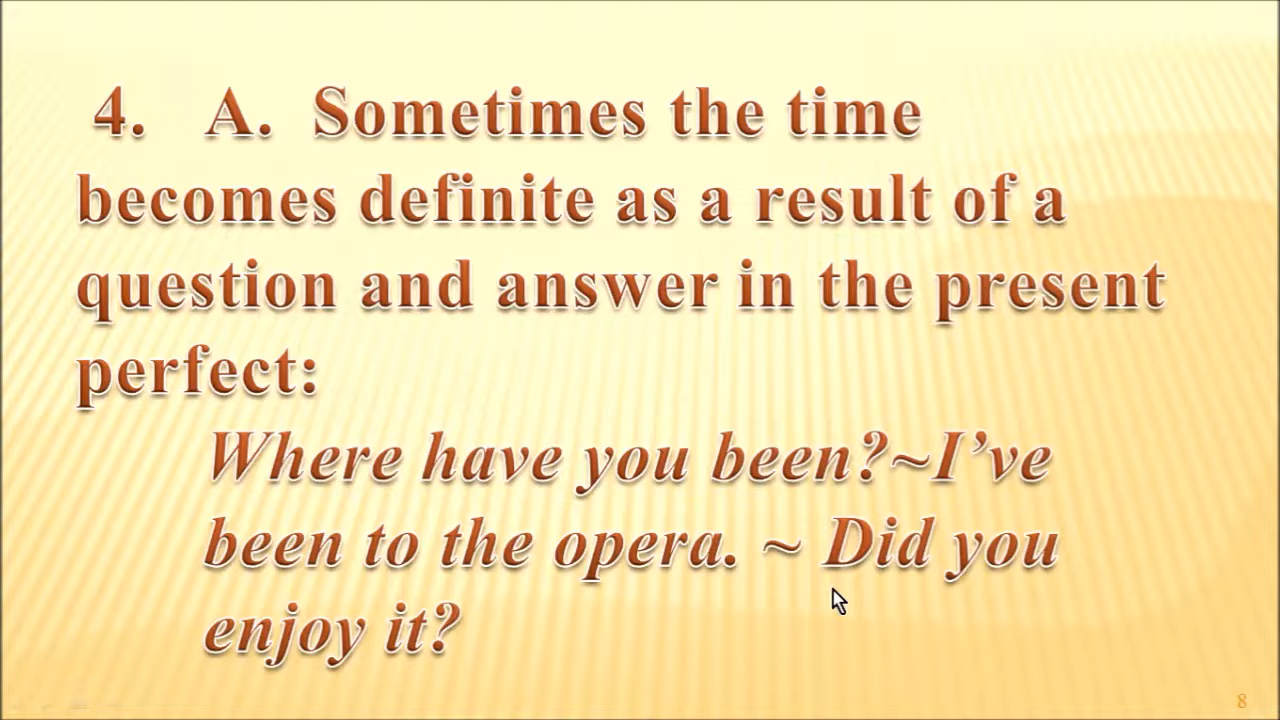 4. A. Sometimes the time
becomes definite as a result of a
question and answer in the present
perfect:
Where have you been?~I’ve
been to the opera. ~ Did you
enjoy it?
8